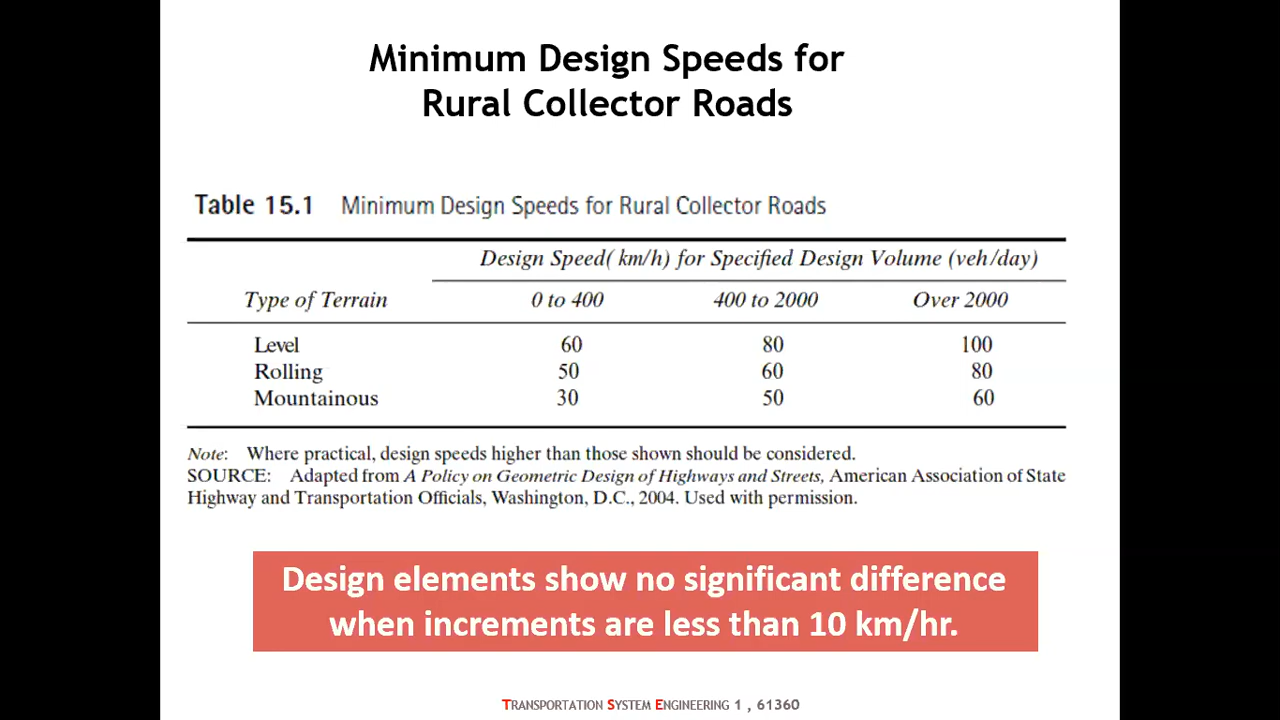 Minimum Design Speeds for
Rural Collector Roads
Table 15.1 Minimum Design Speeds for Rural Collector Roads
Design Speed( km/h) for Specified Design Volume (veh/day)
Type of Terrain 0 to 400 400 to 2000 Over 2000
Level 60 80 100
Rolling 50 60 80
Mountainous 30 50 60
Note: Where practical, design speeds higher than those shown should be considered.
SOURCE: Adapted from A Policy on Geometric Design of Highways and Streets, American Association of State
Highway and Transportation Officials, Washington, D.C., 2004. Used with permission.
Design elements show no significant difference
when increments are less than 10 km/hr.
TRANSPORTATION SYSTEM ENGINEERING 1 , 61360